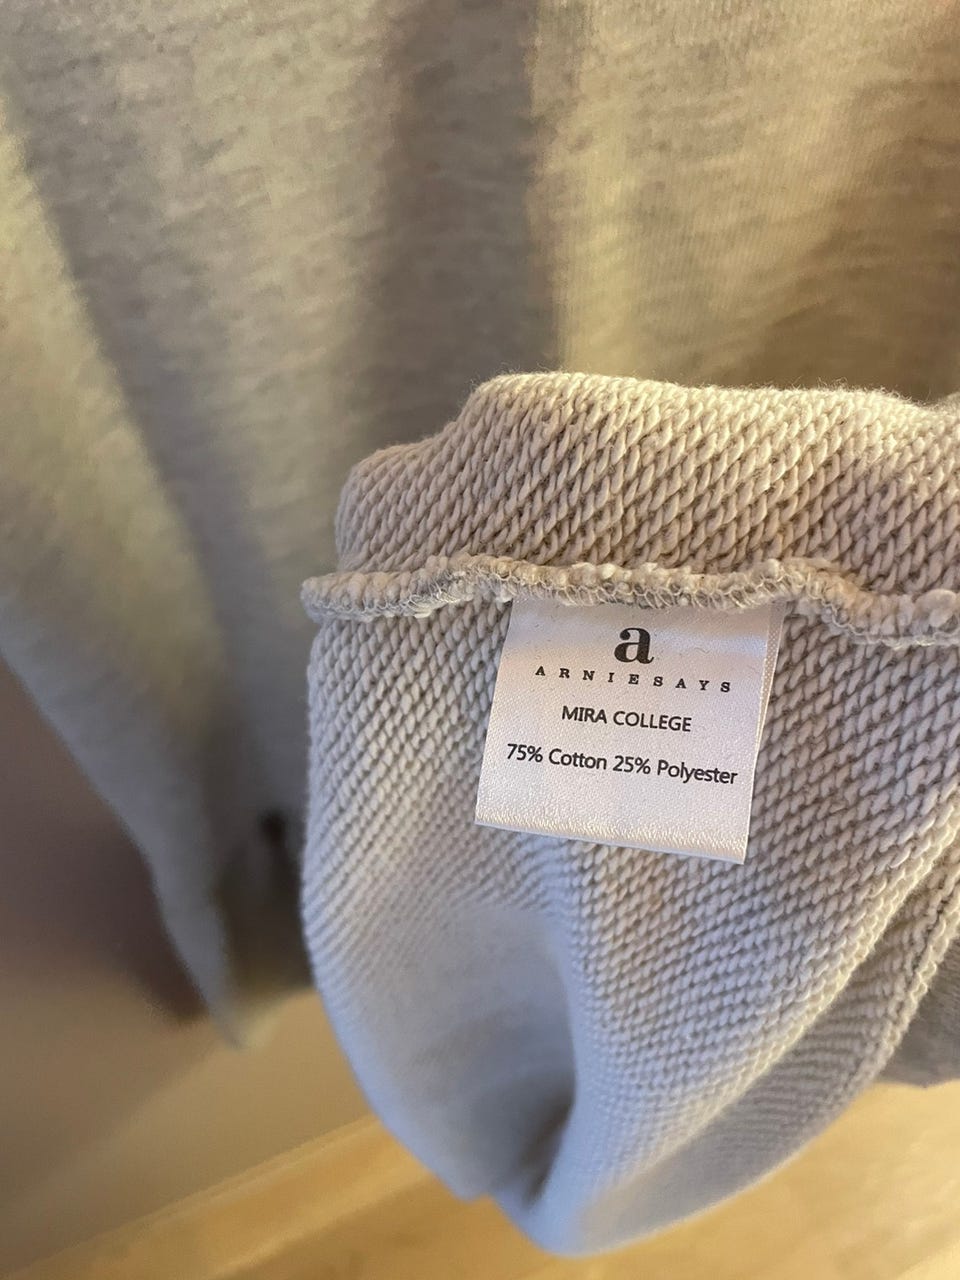 a
ARNIESAYS
MIRA COLLEGE
75% Cotton 25% Polyester